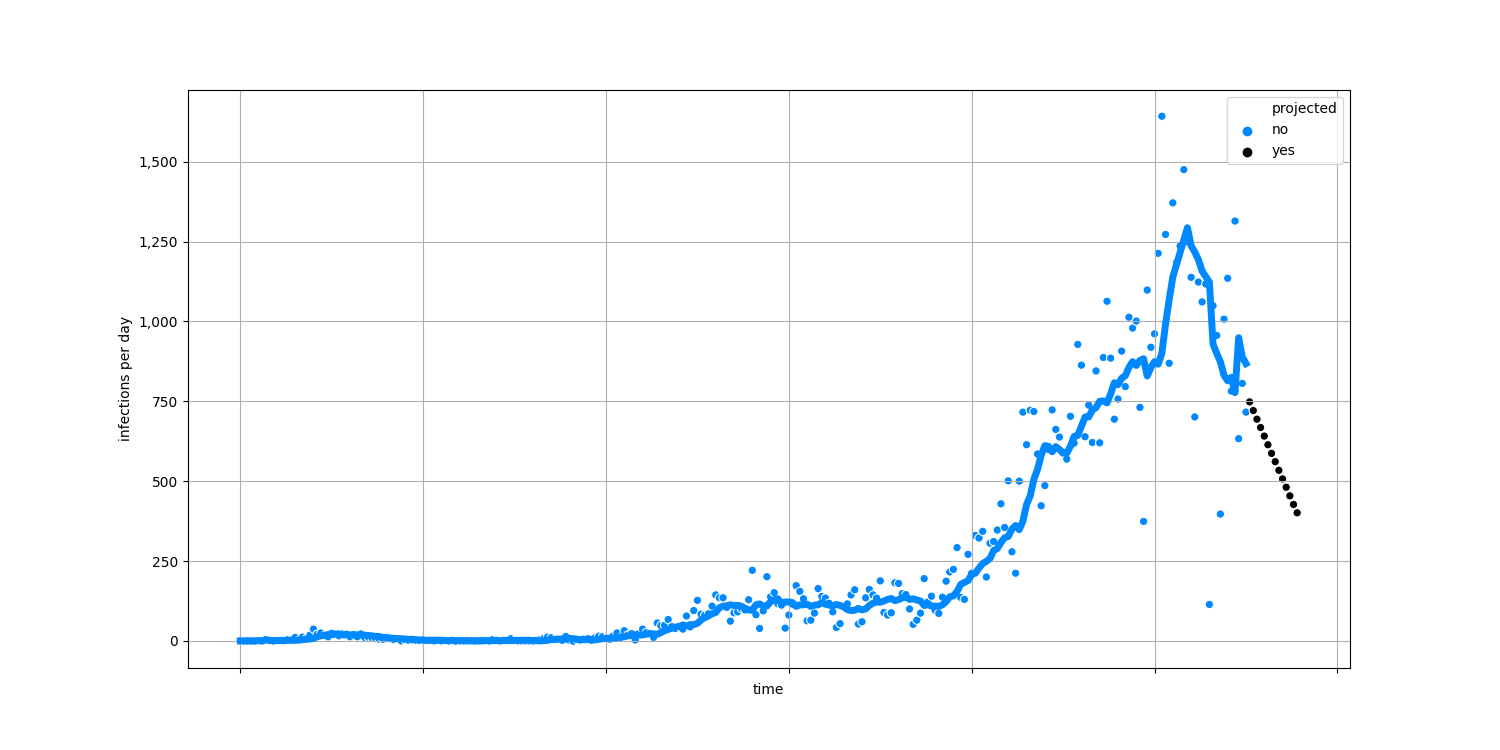 projected
no
yes
1,500
1,250
1,000
750
500
250
0
infections per day
time